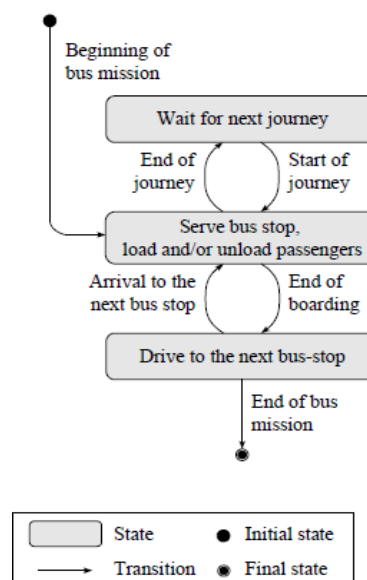 Beginning of
bus mission
Wait for next journey
End of
journey
Start of
journey
Serve bus stop,
load and/or unload passengers
Arrival to the
next bus stop
End of
boarding
Drive to the next bus-stop
End of bus
mission
State
Initial state
Transition
Final state